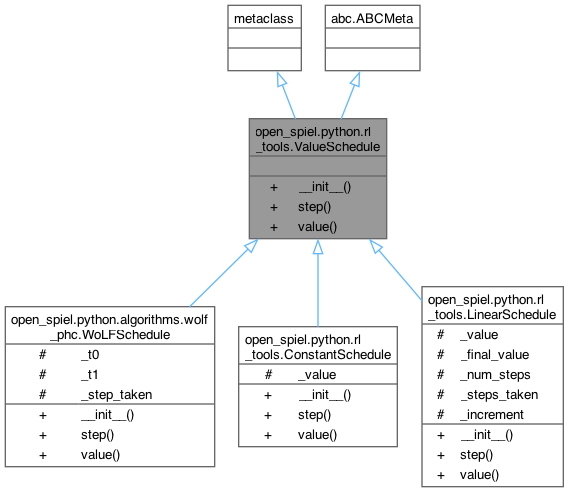 metaclass
abc.ABCMeta
open_spiel.python.rl
_tools.ValueSchedule
+ __init__()
+ step()
+ value()
open_spiel.python.algorithms.wolf
_phc.WoLFSchedule
# _t0
# _t1
# _step_taken
+ __init__()
+ step()
+ value()
open_spiel.python.rl
_tools.ConstantSchedule
# _value
+ __init__()
+ step()
+ value()
open_spiel.python.rl
_tools.LinearSchedule
# _value
# _final_value
# _num_steps
# _steps_taken
# _increment
+ __init__()
+ step()
+ value()